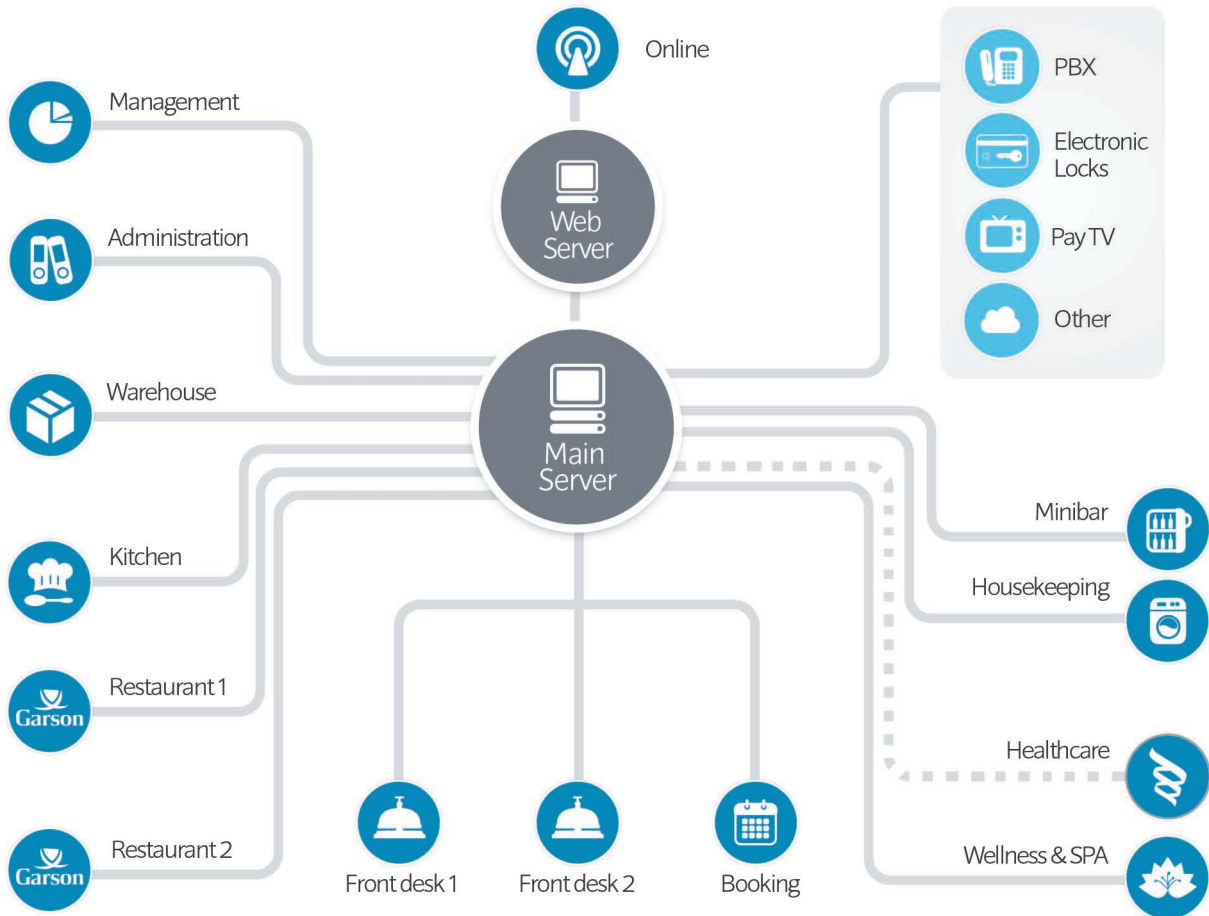 Online
PBX
Management
Electronic
Locks
Web
Server
Administration
Pay TV
Other
Warehouse
Main
Server
Minibar
Kitchen
Housekeeping
Restaurant 1
Garson
Healthcare
Restaurant 2
Garson
Wellness & SPA
Front desk 1
Front desk 2
Booking